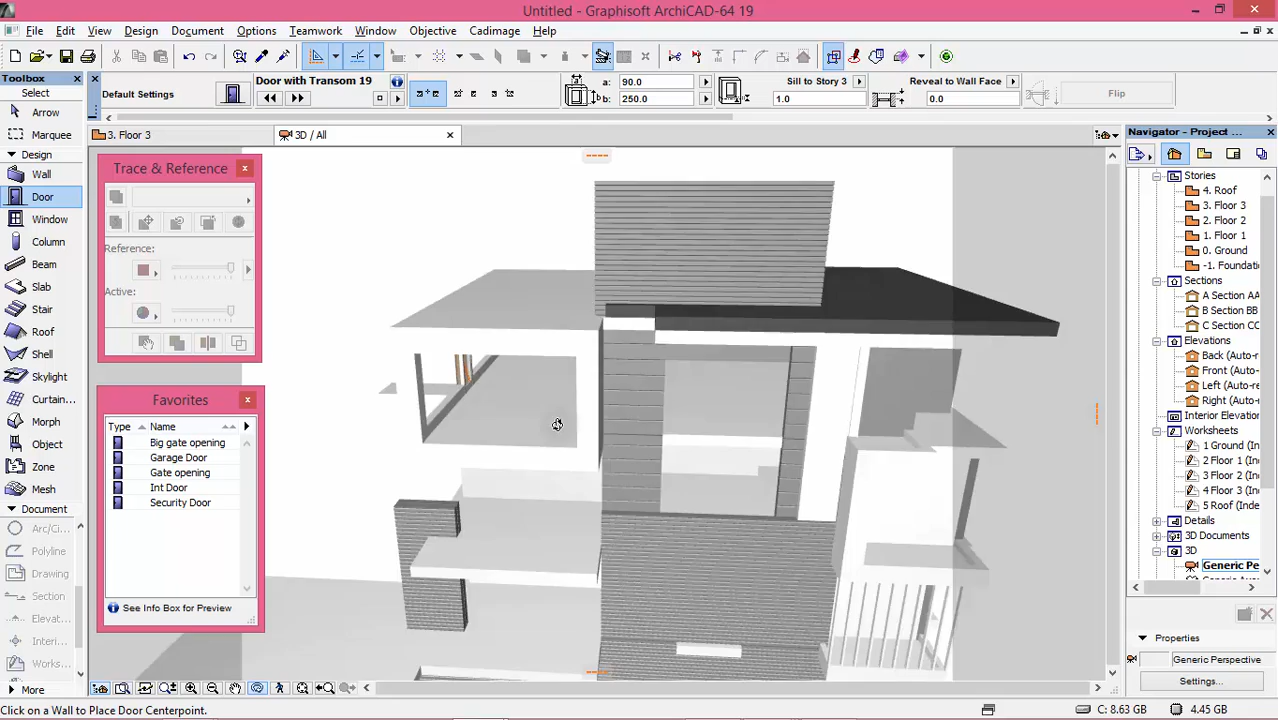 Untitled - Graphisoft ArchiCAD-64 19
File Edit View Design Document Options Teamwork Window Objective Cadimage Help
Toolbox
Select
Arrow
Marquee
Design
Wall
Door
Window
Column
Beam
Slab
Stair
Roof
Shell
Skylight
Curtain...
Morph
Object
Zone
Mesh
Document
Arc/Ci...
Polyline
Drawing
Section
Elevat...
Interi...
Works...
More
Default Settings
Door with Transom 19
a: 90.0
b: 250.0
Sill to Story 3
1.0
Reveal to Wall Face
0.0
Flip
3. Floor 3
3D / All
Trace & Reference
Reference:
Active:
Favorites
Type Name
Big gate opening
Garage Door
Gate opening
Int Door
Security Door
See Info Box for Preview
Navigator - Project ...
Stories
4. Roof
3. Floor 3
2. Floor 2
1. Floor 1
0. Ground
-1. Foundati
Sections
A Section AA
B Section BB
C Section CC
Elevations
Back (Auto-r
Front (Auto-
Left (Auto-re
Right (Auto-
Interior Elevatio
Worksheets
1 Ground (In
2 Floor 1 (In
3 Floor 2 (In
4 Floor 3 (In
5 Roof (Inde
Details
3D Documents
3D
Generic Pe
Properties
Generic Perspective
Settings...
Click on a Wall to Place Door Centerpoint.
C: 8.63 GB
4.45 GB